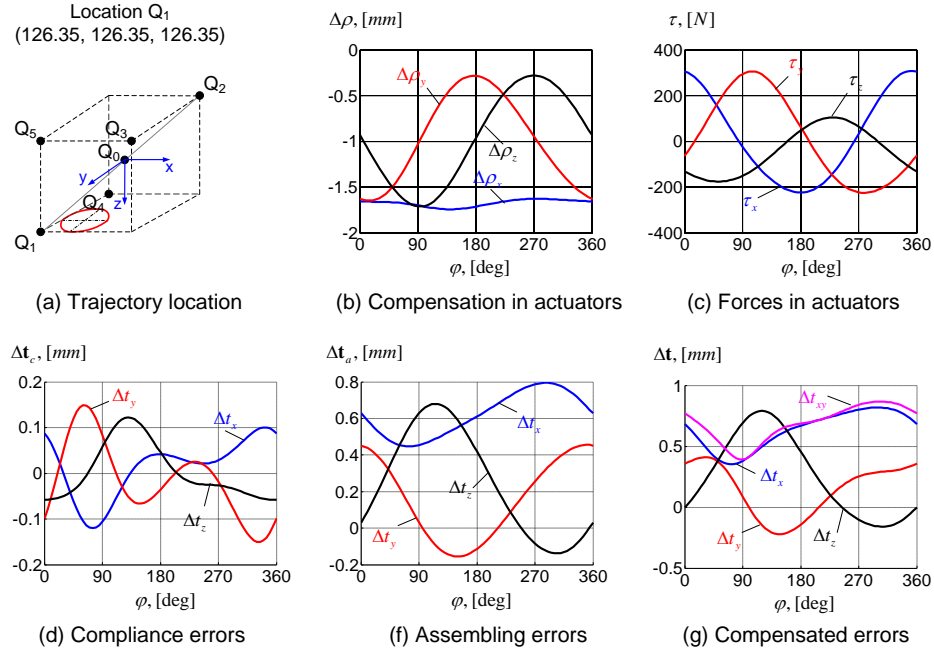 Location Q1
(126.35, 126.35, 126.35)
Q2
Q5
Q3
Q0
x
y
z
Q4
Q1
(a) Trajectory location
Δρ, [mm]
0
-0.5
-1
-1.5
-2
0 90 180 270 360
Δρy
Δρz
Δρx
φ, [deg]
(b) Compensation in actuators
τ, [N]
400
200
0
-200
-400
0 90 180 270 360
τy
τz
τx
φ, [deg]
(c) Forces in actuators
Δtc, [mm]
0.2
0.1
0
-0.1
-0.2
0 90 180 270 360
Δty
Δtx
Δtz
φ, [deg]
(d) Compliance errors
Δta, [mm]
0.8
0.6
0.4
0.2
0
-0.2
0 90 180 270 360
Δtx
Δtz
Δty
φ, [deg]
(f) Assembling errors
Δt, [mm]
1
0.5
0
-0.5
0 90 180 270 360
Δtxy
Δtx
Δty
Δtz
φ, [deg]
(g) Compensated errors